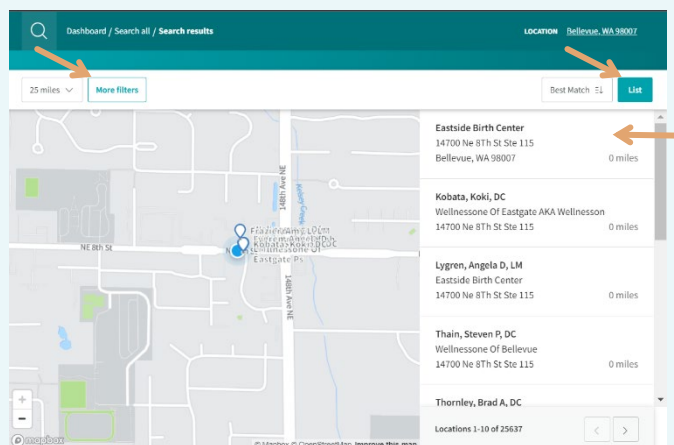 Dashboard / Search all / Search results
LOCATION Bellevue, WA 98007
25 miles
More filters
Best Match
List
Eastside Birth Center
14700 Ne 8Th St Ste 115
Bellevue, WA 98007
0 miles
Kobata, Koki, DC
Wellnessone Of Eastgate AKA Wellnesson
14700 Ne 8Th St Ste 115
0 miles
Lygren, Angela D, LM
Eastside Birth Center
14700 Ne 8Th St Ste 115
0 miles
Thain, Steven P, DC
Wellnessone Of Bellevue
14700 Ne 8Th St Ste 115
0 miles
Thornley, Brad A, DC
Locations 1-10 of 25637
148th Ave NE
NE 8th St
Eastgate Ps
148th Ave NE
+
−
mapbox
© Mapbox © OpenStreetMap Improve this map